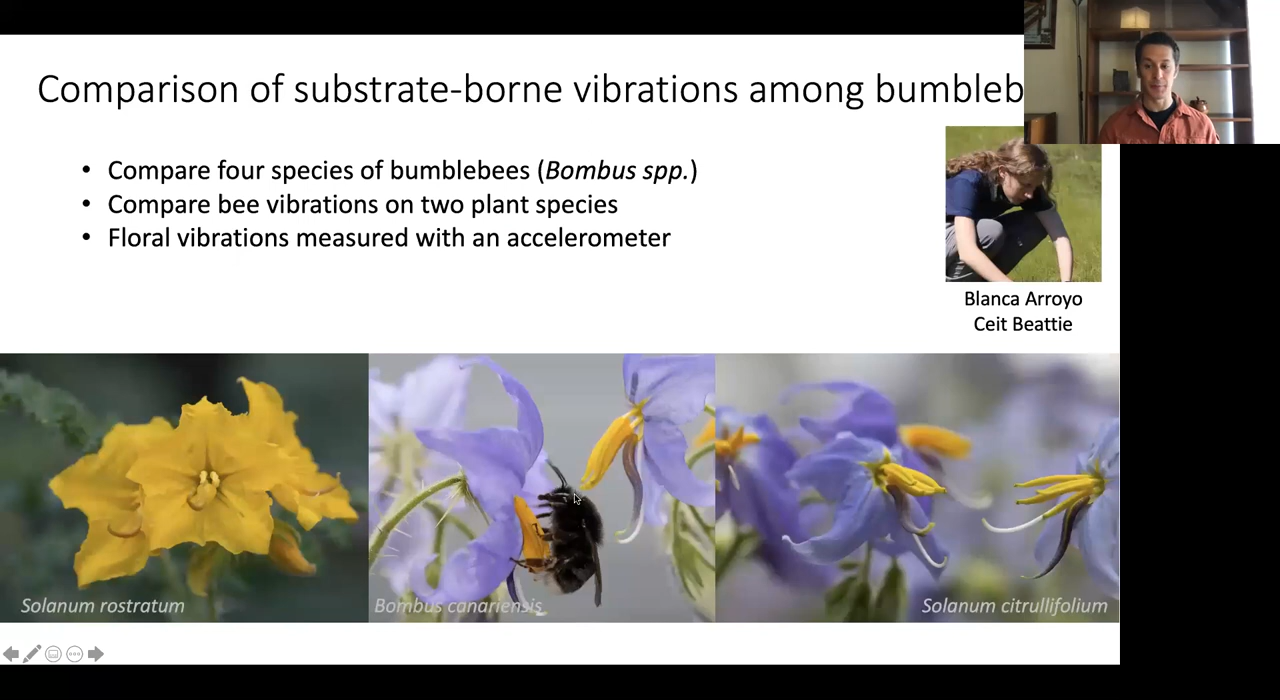 Comparison of substrate-borne vibrations among bumbleb
• Compare four species of bumblebees (Bombus spp.)
• Compare bee vibrations on two plant species
• Floral vibrations measured with an accelerometer
Blanca Arroyo
Ceit Beattie
Solanum rostratum
Bombus canariensis
Solanum citrullifolium